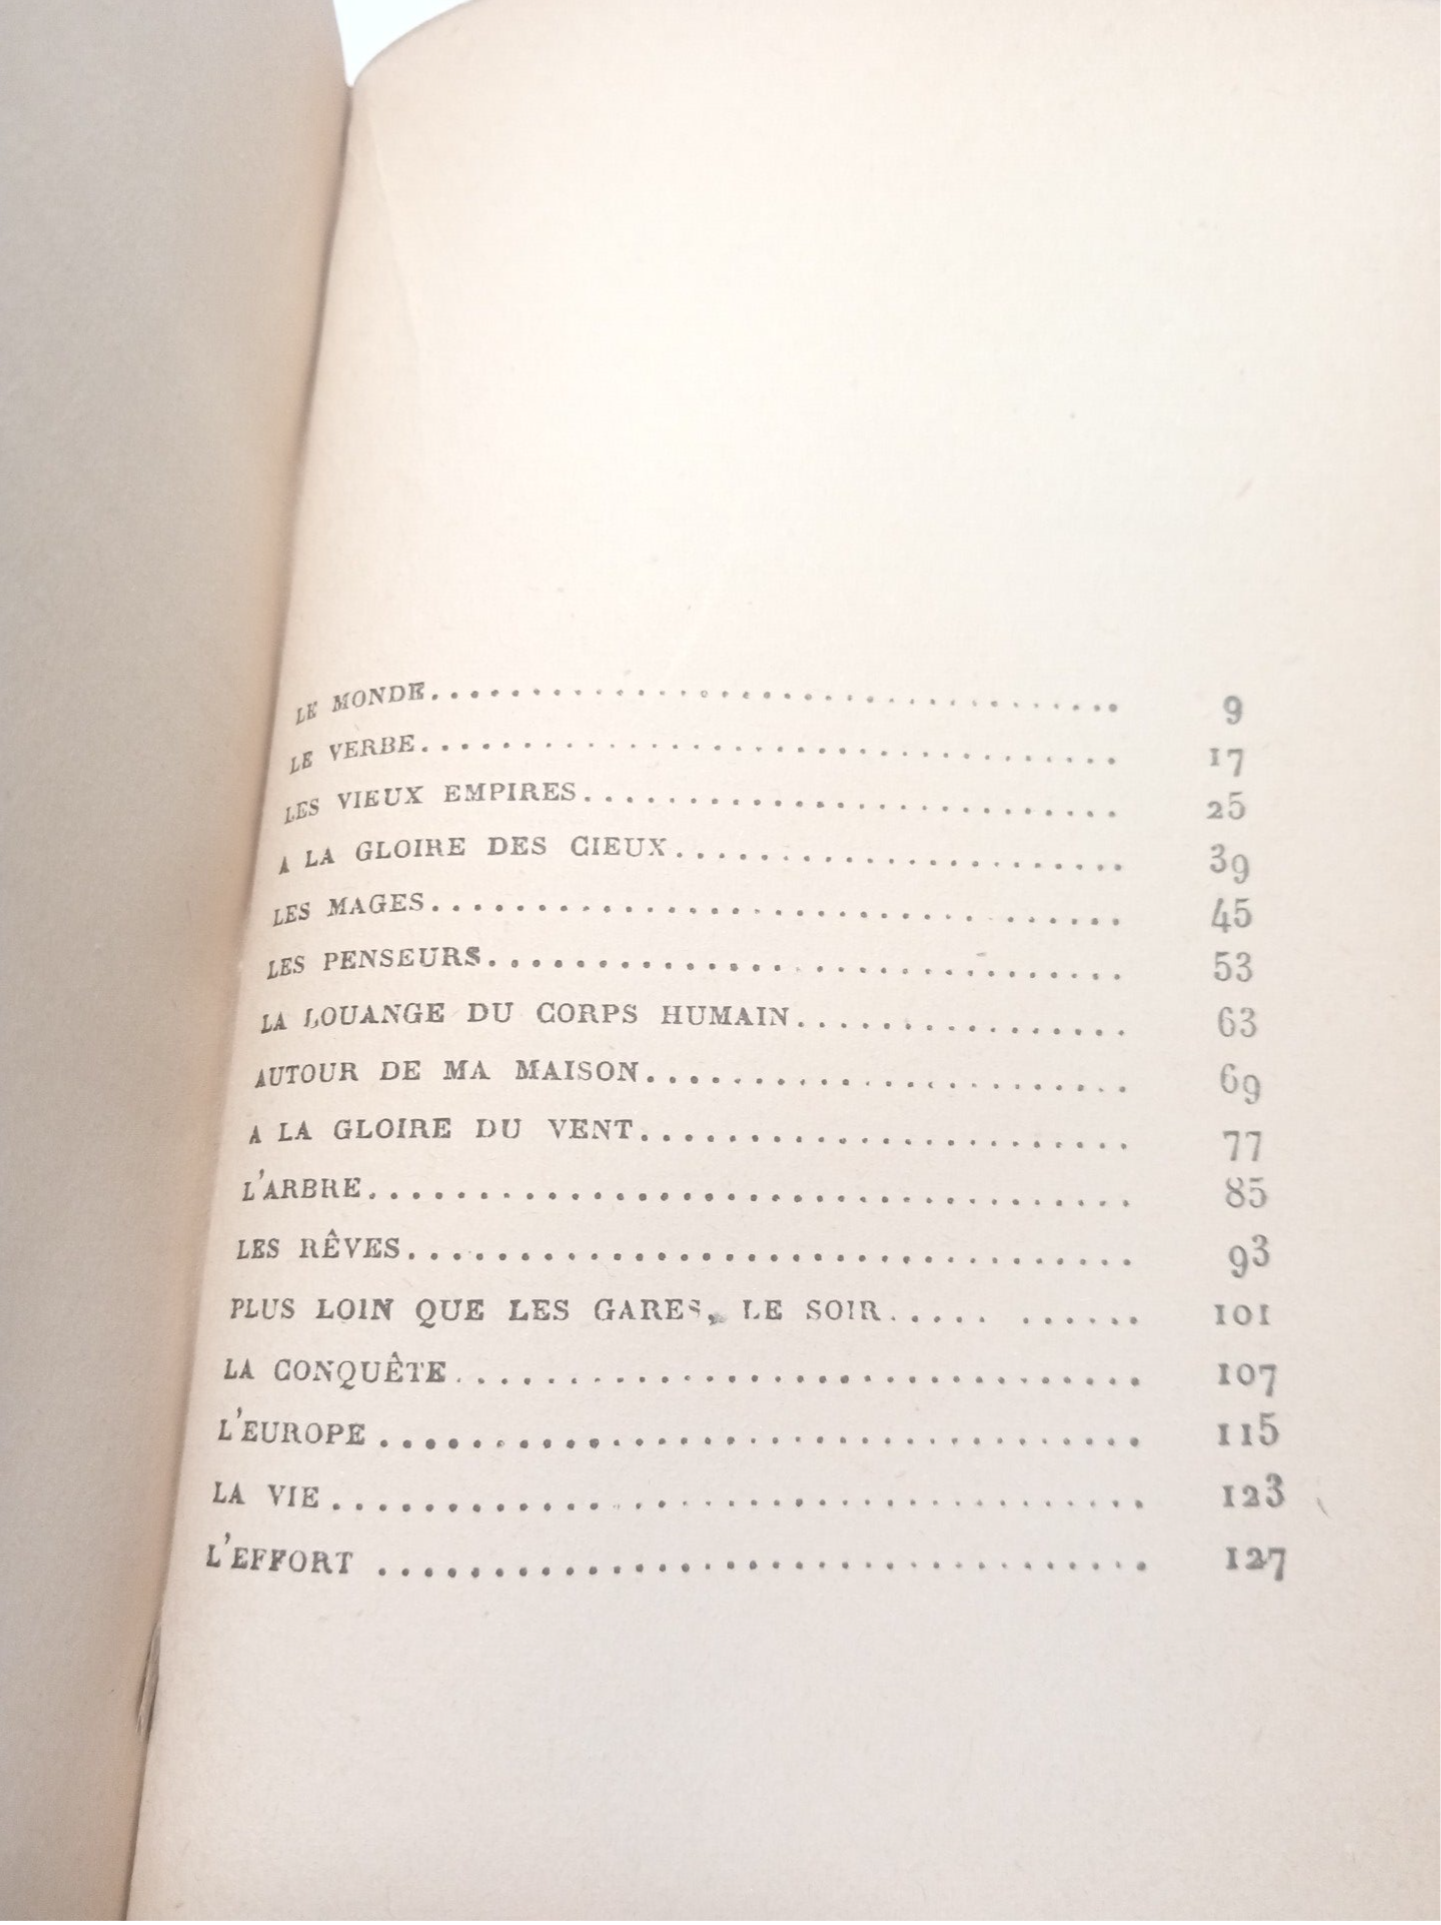 LE MONDE........................................ 9
LE VERBE........................................ 17
LES VIEUX EMPIRES........................... 25
A LA GLOIRE DES CIEUX...................... 39
LES MAGES...................................... 45
LES PENSEURS................................. 53
LA LOUANGE DU CORPS HUMAIN................ 63
AUTOUR DE MA MAISON....................... 69
A LA GLOIRE DU VENT....................... 77
L'ARBRE........................................ 85
LES RÊVES...................................... 93
PLUS LOIN QUE LES GARES, LE SOIR..... ...... 101
LA CONQUÊTE................................. 107
L'EUROPE ..................................... 115
LA VIE ........................................ 123
L'EFFORT ..................................... 127